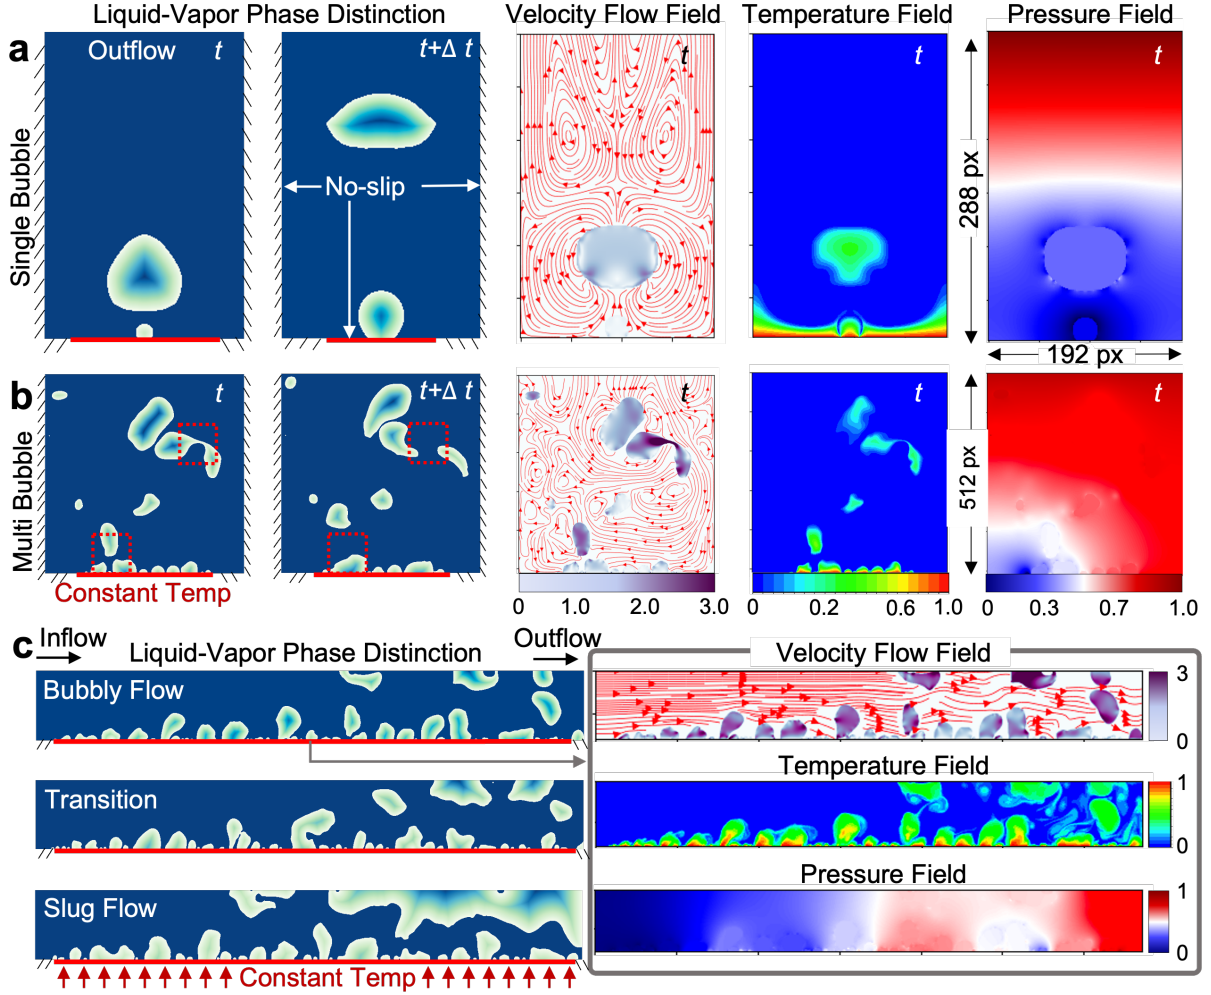 Liquid-Vapor Phase Distinction Velocity Flow Field Temperature Field Pressure Field
a Outflow t t+Δ t t t t
Single Bubble
No-slip
288 px
192 px
b t t+Δ t t t t
Multi Bubble
512 px
Constant Temp
0 1.0 2.0 3.0 0 0.2 0.6 1.0 0 0.3 0.7 1.0
c Inflow Liquid-Vapor Phase Distinction Outflow Velocity Flow Field
Bubbly Flow
3
0
Temperature Field
Transition
1
0
Pressure Field
Slug Flow
1
0
Constant Temp